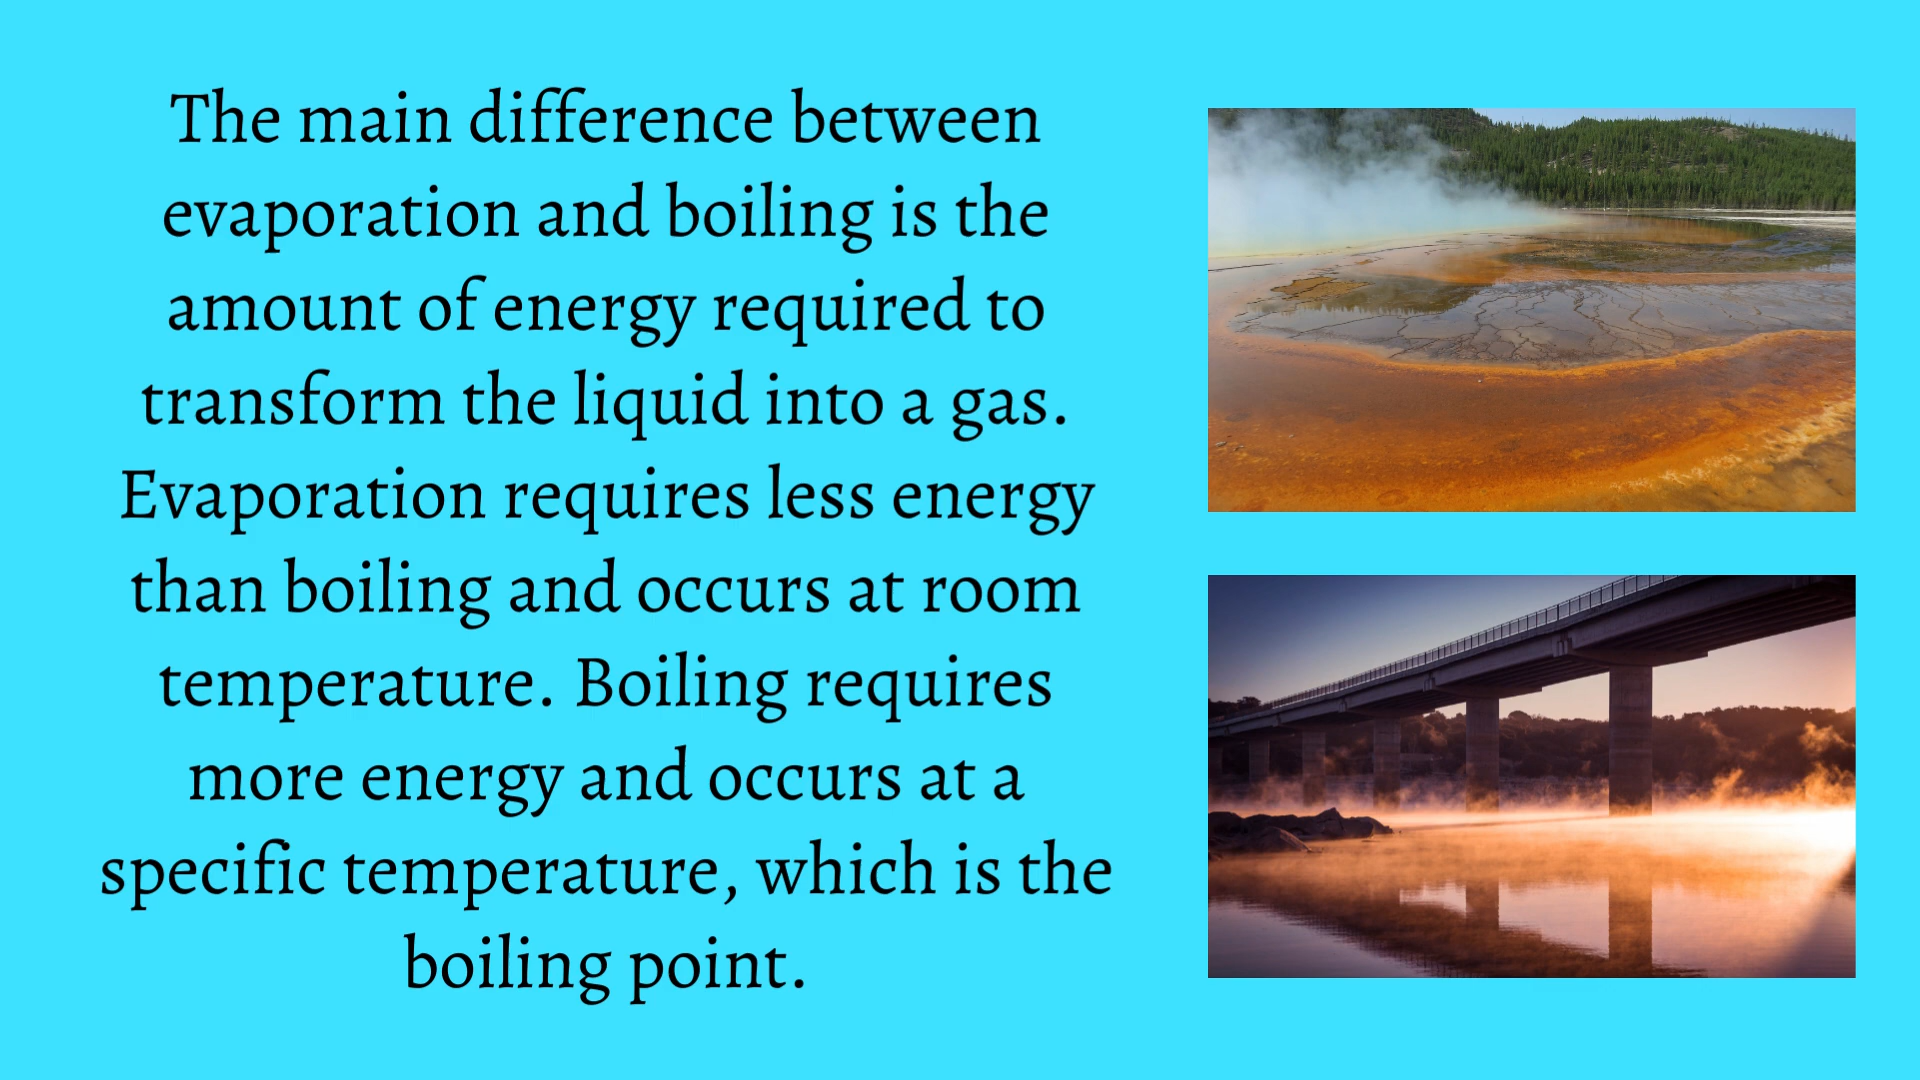 The main difference between
evaporation and boiling is the
amount of energy required to
transform the liquid into a gas.
Evaporation requires less energy
than boiling and occurs at room
temperature. Boiling requires
more energy and occurs at a
specific temperature, which is the
boiling point.